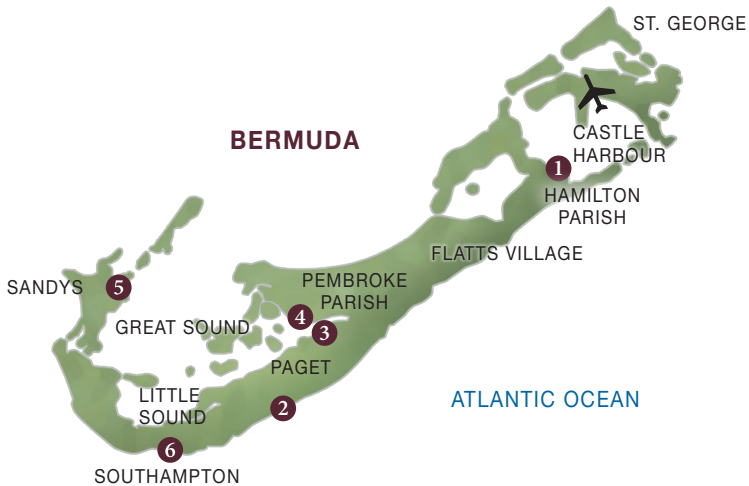 ST. GEORGE
CASTLE
HARBOUR
BERMUDA
1
HAMILTON
PARISH
FLATTS VILLAGE
SANDYS
5
PEMBROKE
PARISH
4
GREAT SOUND
3
PAGET
LITTLE
SOUND
2
ATLANTIC OCEAN
6
SOUTHAMPTON